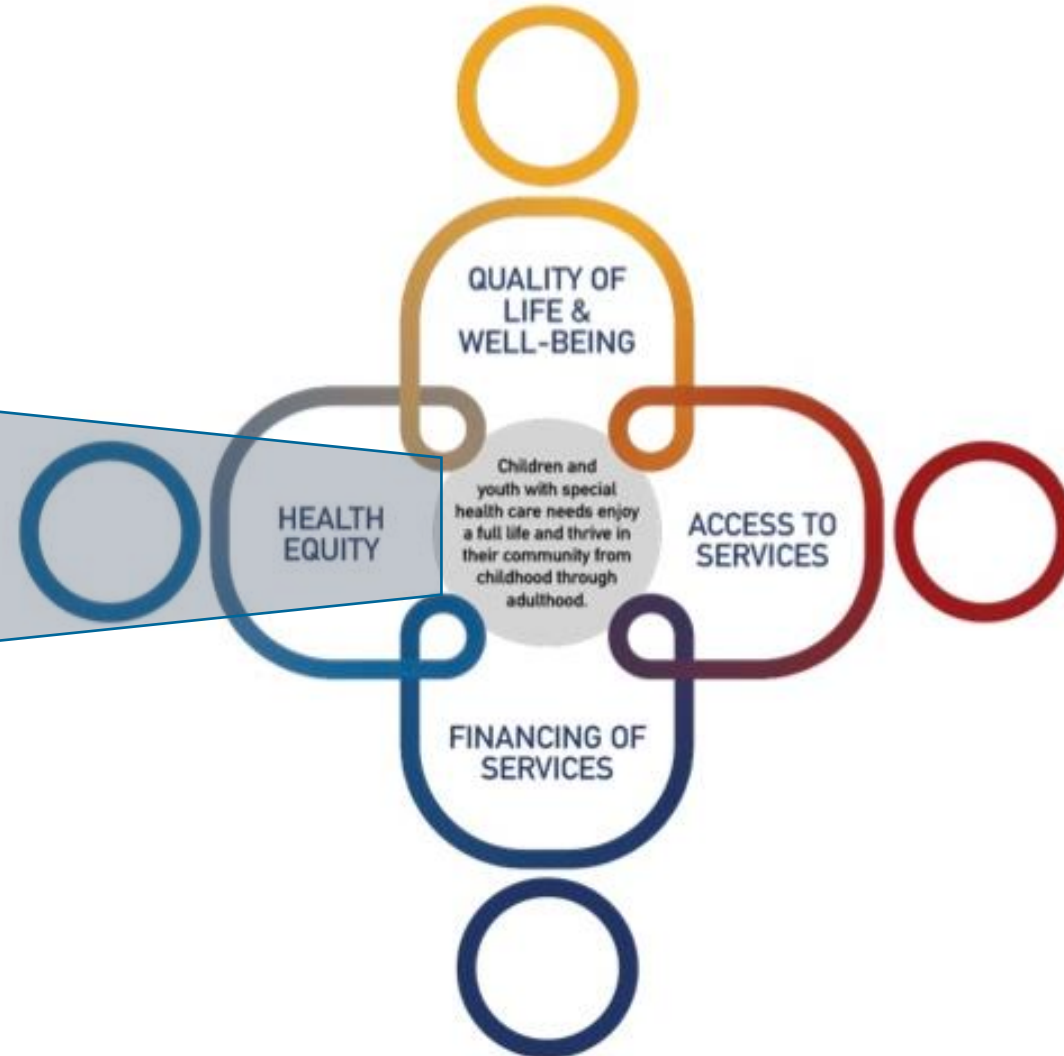 QUALITY OF
LIFE &
WELL-BEING
HEALTH
EQUITY
Children and
youth with special
health care needs enjoy
a full life and thrive in
their community from
childhood through
adulthood.
ACCESS TO
SERVICES
FINANCING OF
SERVICES